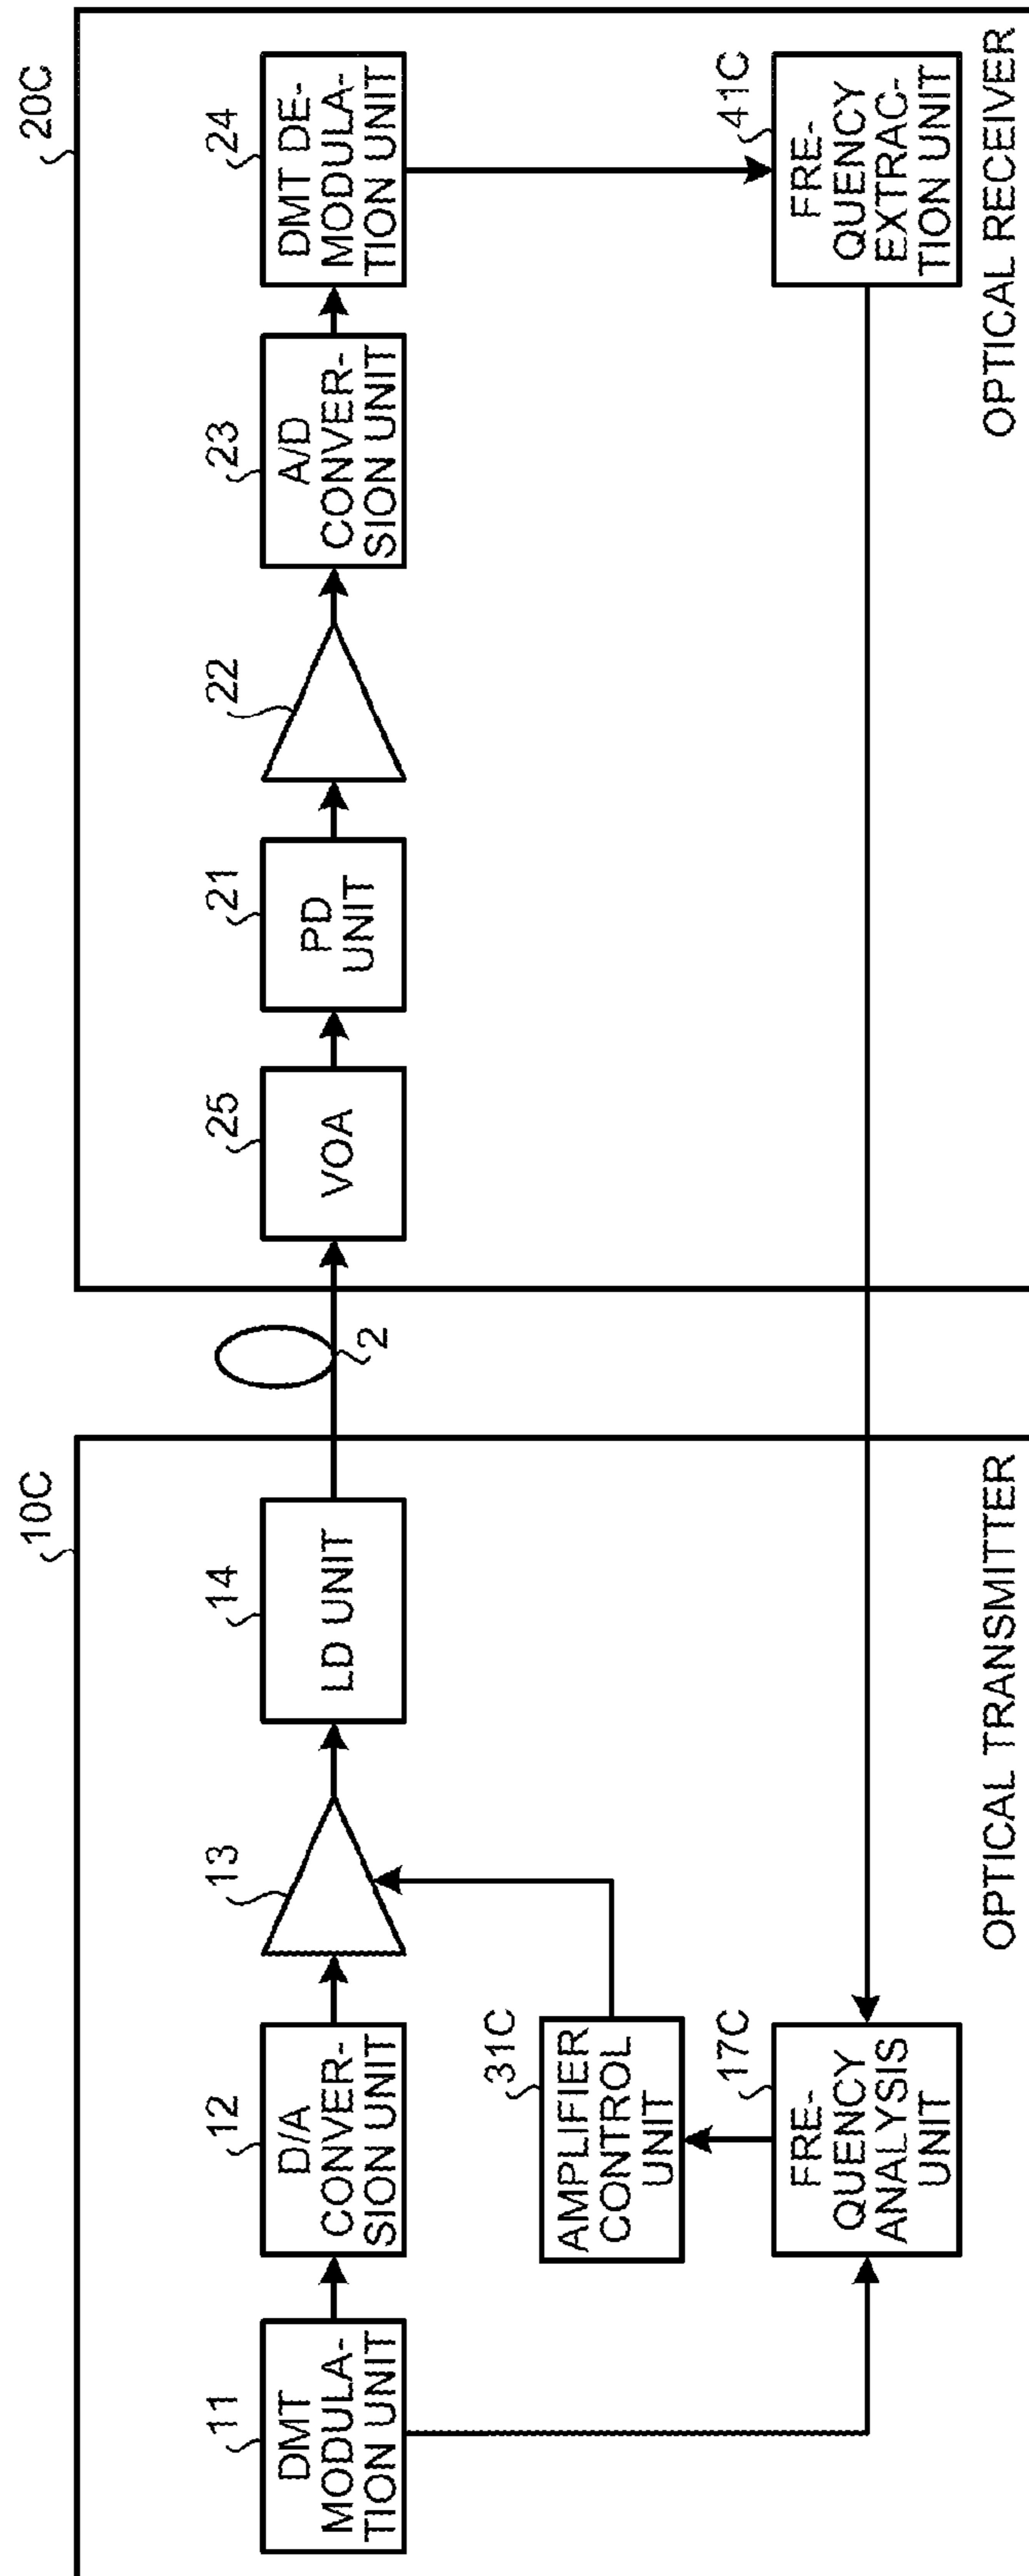 10C
11
DMT
MODULA-
TION UNIT
12
D/A
CONVER-
SION UNIT
13
14
LD UNIT
31C
AMPLIFIER
CONTROL
UNIT
17C
FRE-
QUENCY
ANALYSIS
UNIT
OPTICAL TRANSMITTER
2
20C
25
VOA
21
PD
UNIT
22
23
A/D
CONVER-
SION UNIT
24
DMT DE-
MODULA-
TION UNIT
41C
FRE-
QUENCY
EXTRAC-
TION UNIT
OPTICAL RECEIVER